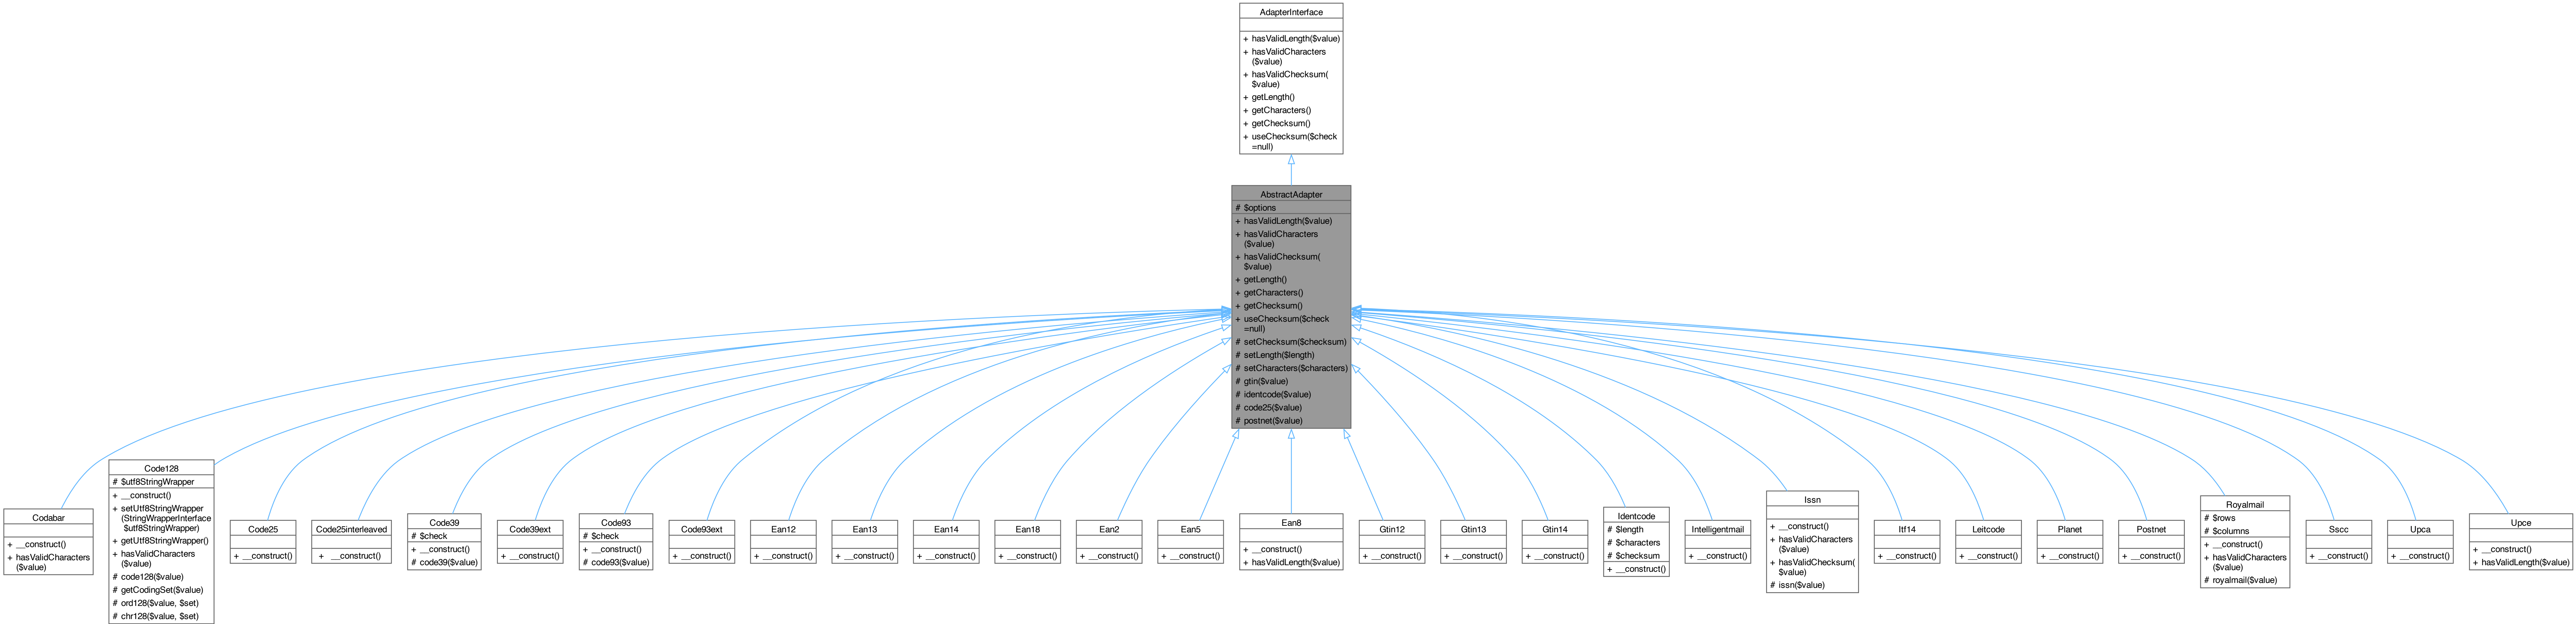 AdapterInterface
+ hasValidLength($value)
+ hasValidCharacters
($value)
+ hasValidChecksum(
$value)
+ getLength()
+ getCharacters()
+ getChecksum()
+ useChecksum($check
=null)
AbstractAdapter
# $options
+ hasValidLength($value)
+ hasValidCharacters
($value)
+ hasValidChecksum(
$value)
+ getLength()
+ getCharacters()
+ getChecksum()
+ useChecksum($check
=null)
# setChecksum($checksum)
# setLength($length)
# setCharacters($characters)
# gtin($value)
# identcode($value)
# code25($value)
# postnet($value)
Codabar
+ __construct()
+ hasValidCharacters
($value)
Code128
# $utf8StringWrapper
+ __construct()
+ setUtf8StringWrapper
(StringWrapperInterface
$utf8StringWrapper)
+ getUtf8StringWrapper()
+ hasValidCharacters
($value)
# code128($value)
# getCodingSet($value)
# ord128($value, $set)
# chr128($value, $set)
Code25
+ __construct()
Code25interleaved
+ __construct()
Code39
# $check
+ __construct()
# code39($value)
Code39ext
+ __construct()
Code93
# $check
+ __construct()
# code93($value)
Code93ext
+ __construct()
Ean12
+ __construct()
Ean13
+ __construct()
Ean14
+ __construct()
Ean18
+ __construct()
Ean2
+ __construct()
Ean5
+ __construct()
Ean8
+ __construct()
+ hasValidLength($value)
Gtin12
+ __construct()
Gtin13
+ __construct()
Gtin14
+ __construct()
Identcode
# $length
# $characters
# $checksum
+ __construct()
Intelligentmail
+ __construct()
Issn
+ __construct()
+ hasValidCharacters
($value)
+ hasValidChecksum(
$value)
# issn($value)
Itf14
+ __construct()
Leitcode
+ __construct()
Planet
+ __construct()
Postnet
+ __construct()
Royalmail
# $rows
# $columns
+ __construct()
+ hasValidCharacters
($value)
# royalmail($value)
Sscc
+ __construct()
Upca
+ __construct()
Upce
+ __construct()
+ hasValidLength($value)